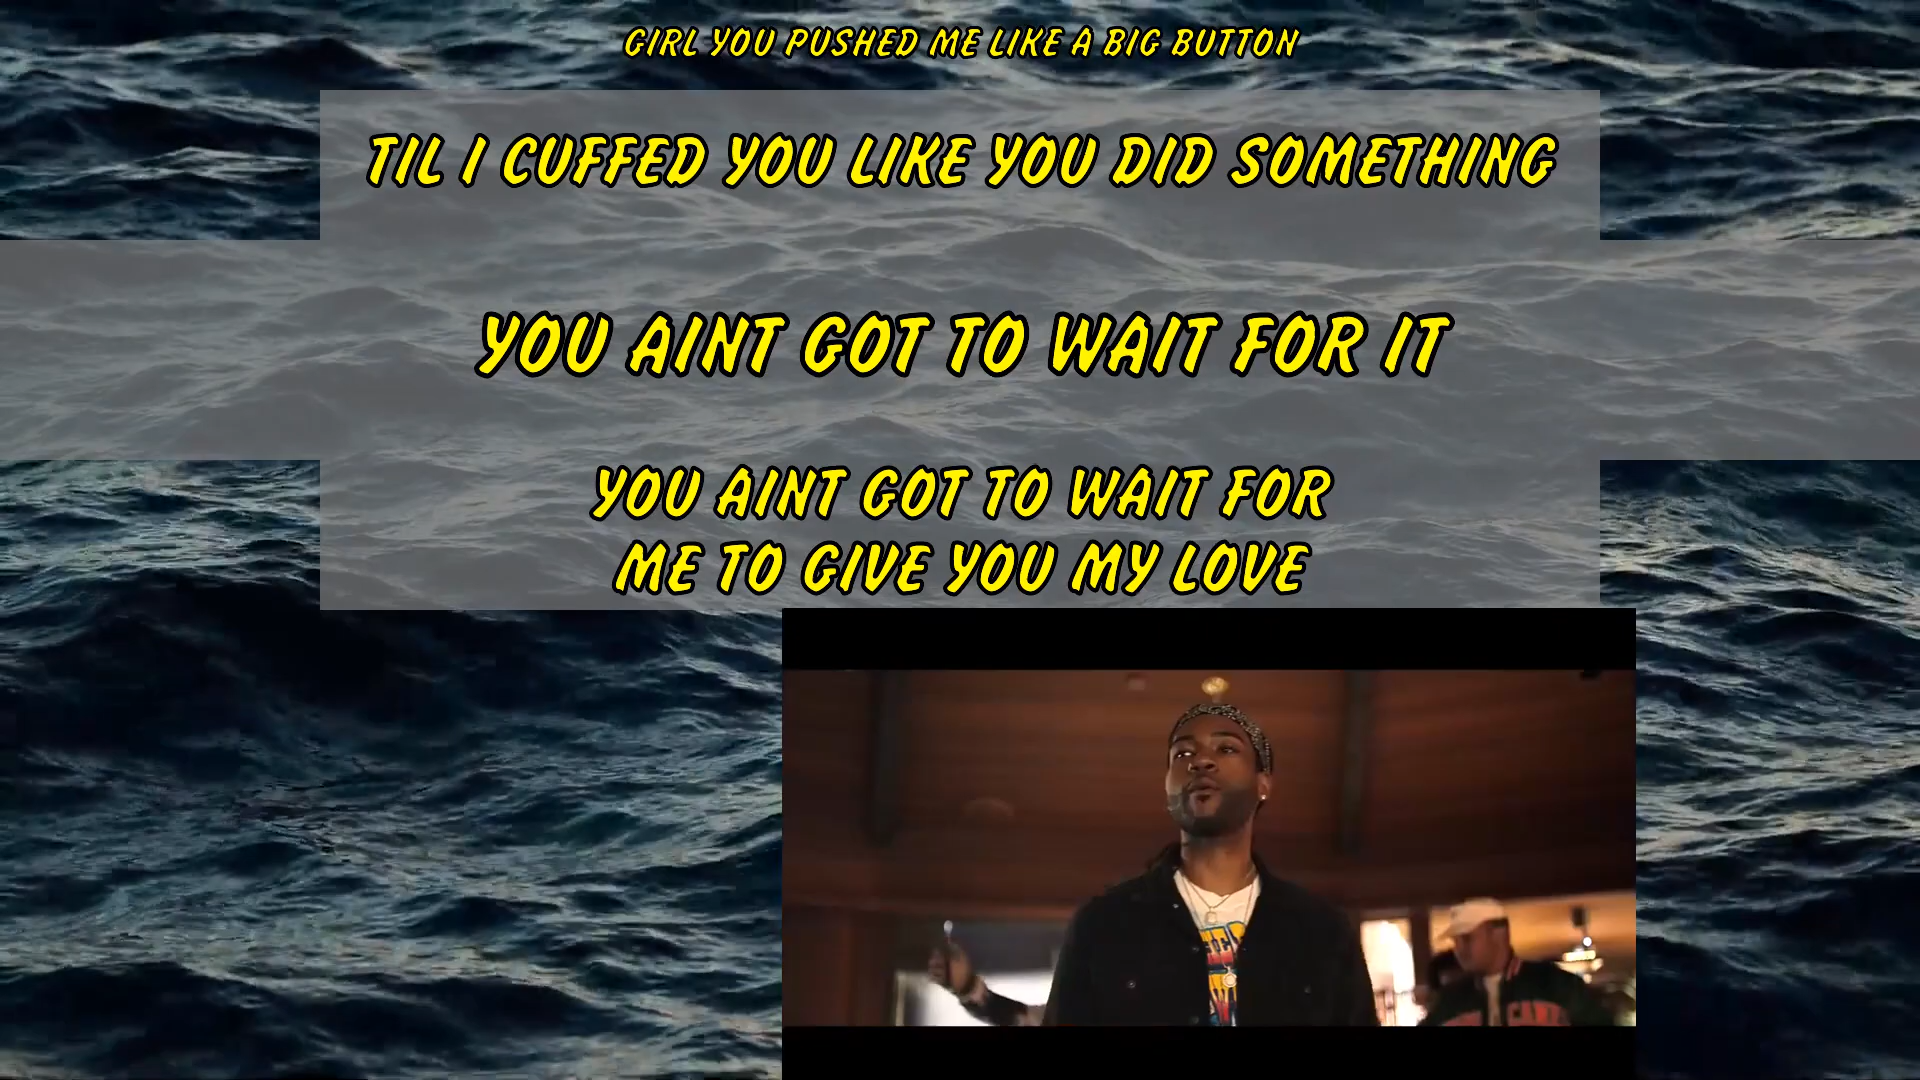 GIRL YOU PUSHED ME LIKE A BIG BUTTON
TIL I CUFFED YOU LIKE YOU DID SOMETHING
YOU AINT GOT TO WAIT FOR IT
YOU AINT GOT TO WAIT FOR
ME TO GIVE YOU MY LOVE